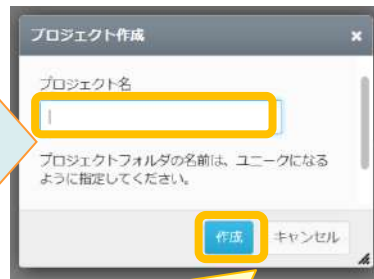 プロジェクト作成 ×
プロジェクト名
プロジェクトフォルダの名前は、ユニークになる
ように指定してください。
作成 キャンセル